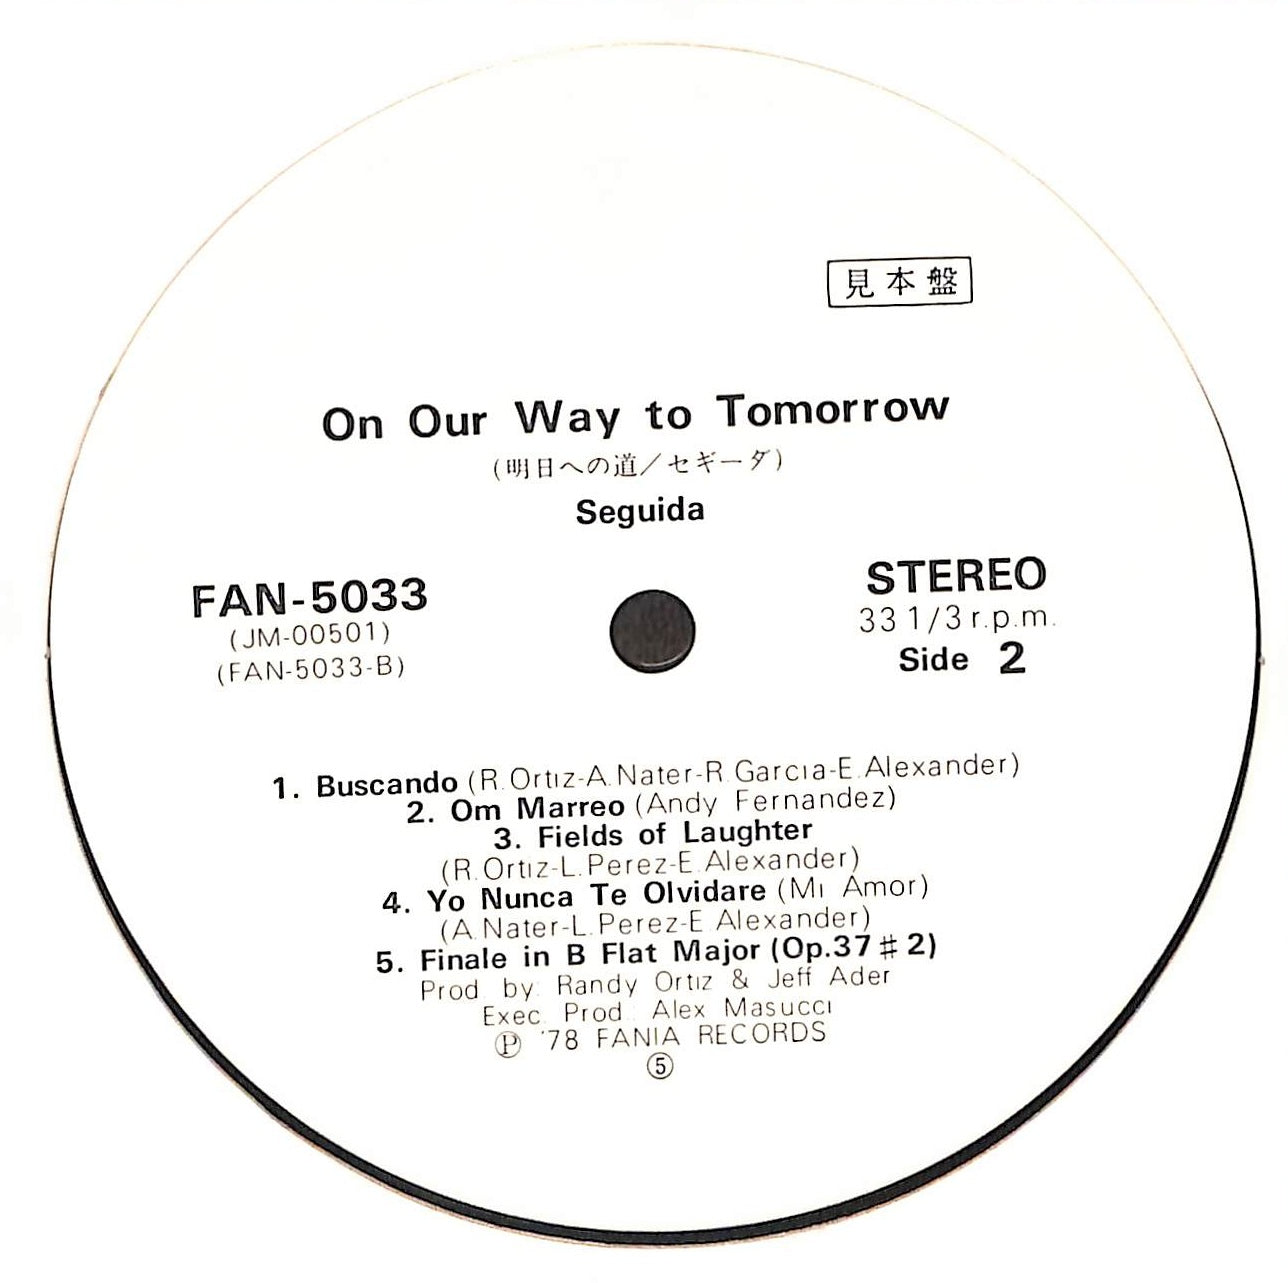 見本盤
On Our Way to Tomorrow
(明日への道/セギーダ)
Seguida
FAN-5033
(JM-00501)
(FAN-5033-B)
STEREO
33 1/3 r.p.m.
Side 2
1. Buscando (R.Ortiz-A.Nater-R.Garcia-E.Alexander)
2. Om Marreo (Andy Fernandez)
3. Fields of Laughter
(R.Ortiz-L.Perez-E.Alexander)
4. Yo Nunca Te Olvidare (Mi Amor)
(A.Nater-L.Perez-E.Alexander)
5. Finale in B Flat Major (Op.37 # 2)
Prod. by: Randy Ortiz & Jeff Ader
Exec. Prod.: Alex Masucci
Ⓟ '78 FANIA RECORDS
⑤